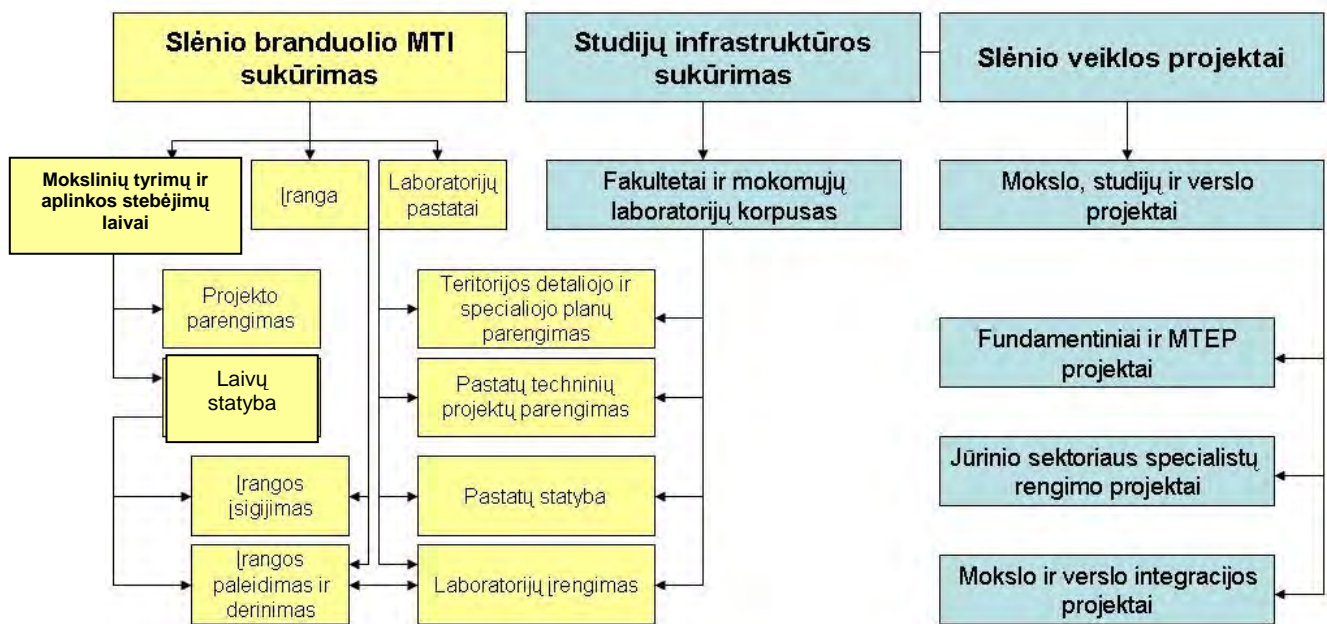 Slėnio branduolio MTI
sukūrimas
Studijų infrastruktūros
sukūrimas
Slėnio veiklos projektai
Mokslinių tyrimų ir
aplinkos stebėjimų
laivai
Įranga
Laboratorijų
pastatai
Fakultetai ir mokomųjų
laboratorijų korpusas
Mokslo, studijų ir verslo
projektai
Projekto
parengimas
Teritorijos detaliojo ir
specialiojo planų
parengimas
Fundamentiniai ir MTEP
projektai
Laivų
statyba
Pastatų techninių
projektų parengimas
Įrangos
įsigijimas
Pastatų statyba
Jūrinio sektoriaus specialistų
rengimo projektai
Įrangos
paleidimas ir
derinimas
Laboratorijų įrengimas
Mokslo ir verslo integracijos
projektai